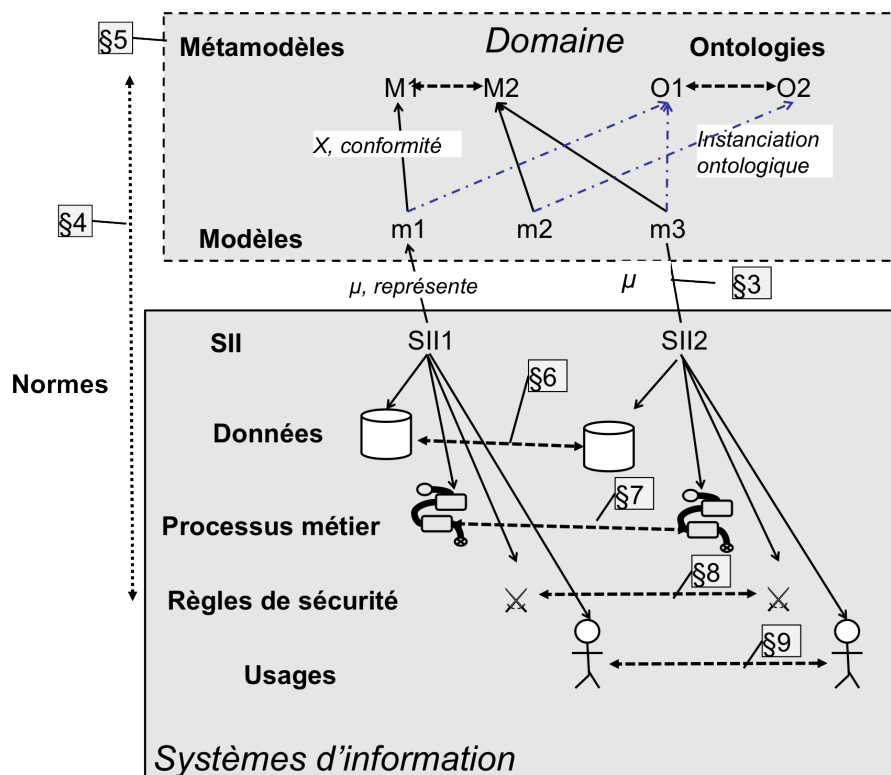 §5
Métamodèles
Domaine
Ontologies
M1
M2
O1
O2
X, conformité
Instanciation
ontologique
§4
Modèles
m1
m2
m3
µ, représente
µ
§3
SII
SII1
SII2
Normes
§6
Données
§7
Processus métier
§8
Règles de sécurité
§9
Usages
Systèmes d’information